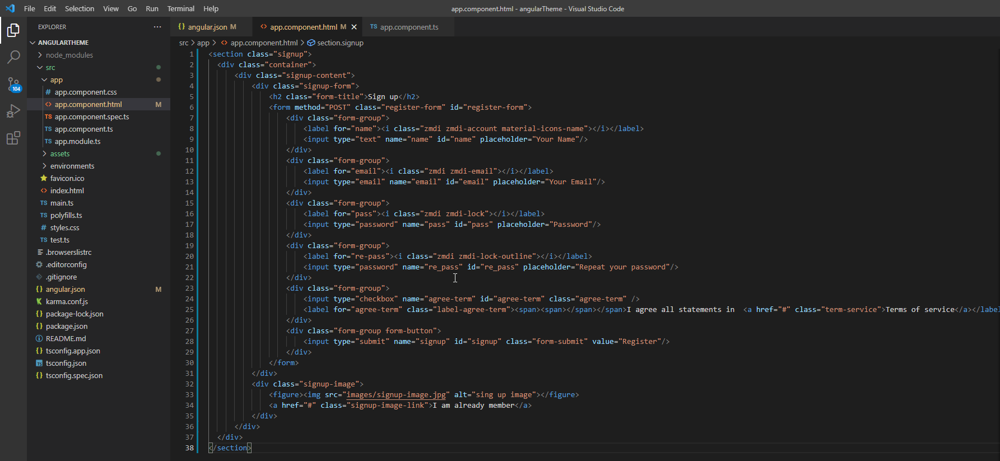 File Edit Selection View Go Run Terminal Help
app.component.html - angularTheme - Visual Studio Code
EXPLORER
ANGULARTHEME
node_modules
src
app
# app.component.css
<> app.component.html M
TS app.component.spec.ts
TS app.component.ts
TS app.module.ts
assets
environments
favicon.ico
<> index.html
TS main.ts
TS polyfills.ts
# styles.css
TS test.ts
.browserslistrc
.editorconfig
.gitignore
{} angular.json M
karma.conf.js
{} package-lock.json
{} package.json
README.md
{} tsconfig.app.json
TS tsconfig.json
{} tsconfig.spec.json
104
{} angular.json M
<> app.component.html M
TS app.component.ts
src > app > <> app.component.html > section.signup
1 <section class="signup">
2 <div class="container">
3 <div class="signup-content">
4 <div class="signup-form">
5 <h2 class="form-title">Sign up</h2>
6 <form method="POST" class="register-form" id="register-form">
7 <div class="form-group">
8 <label for="name"><i class="zmdi zmdi-account material-icons-name"></i></label>
9 <input type="text" name="name" id="name" placeholder="Your Name"/>
10 </div>
11 <div class="form-group">
12 <label for="email"><i class="zmdi zmdi-email"></i></label>
13 <input type="email" name="email" id="email" placeholder="Your Email"/>
14 </div>
15 <div class="form-group">
16 <label for="pass"><i class="zmdi zmdi-lock"></i></label>
17 <input type="password" name="pass" id="pass" placeholder="Password"/>
18 </div>
19 <div class="form-group">
20 <label for="re-pass"><i class="zmdi zmdi-lock-outline"></i></label>
21 <input type="password" name="re_pass" id="re_pass" placeholder="Repeat your password"/>
22 </div>
23 <div class="form-group">
24 <input type="checkbox" name="agree-term" id="agree-term" class="agree-term" />
25 <label for="agree-term" class="label-agree-term"><span><span></span></span>I agree all statements in  <a href="#" class="term-service">Terms of service</a></label
26 </div>
27 <div class="form-group form-button">
28 <input type="submit" name="signup" id="signup" class="form-submit" value="Register"/>
29 </div>
30 </form>
31 </div>
32 <div class="signup-image">
33 <figure><img src="images/signup-image.jpg" alt="sing up image"></figure>
34 <a href="#" class="signup-image-link">I am already member</a>
35 </div>
36 </div>
37 </div>
38 </section>